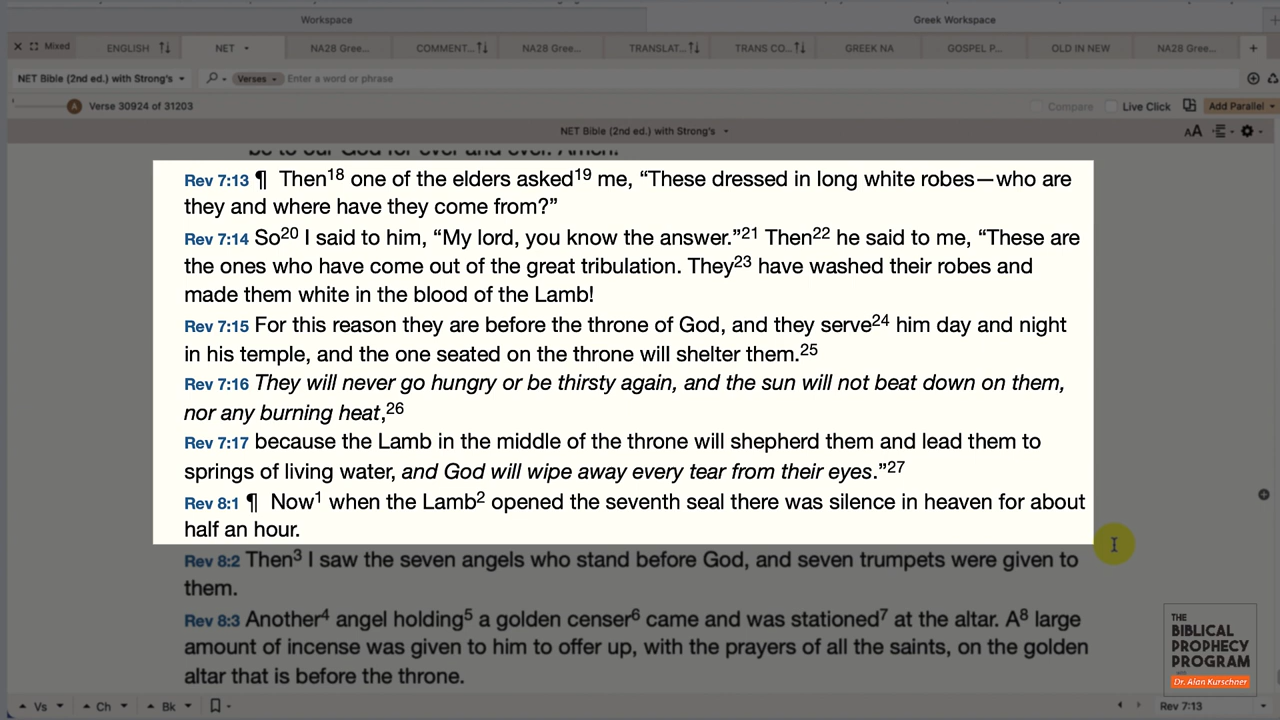 Workspace
Greek Workspace
Mixed
ENGLISH
NET
NA28 Gree...
COMMENT...
NA28 Gree...
TRANSLAT...
TRANS CO...
GREEK NA
GOSPEL P...
OLD IN NEW
NA28 Gree...
NET Bible (2nd ed.) with Strong's
Verses
Enter a word or phrase
A
Verse 30924 of 31203
Compare
Live Click
Add Parallel
NET Bible (2nd ed.) with Strong's
AA
be to our God for ever and ever. Amen!
Rev 7:13 ¶ Then18 one of the elders asked19 me, “These dressed in long white robes—who are
they and where have they come from?”
Rev 7:14 So20 I said to him, “My lord, you know the answer.”21 Then22 he said to me, “These are
the ones who have come out of the great tribulation. They23 have washed their robes and
made them white in the blood of the Lamb!
Rev 7:15 For this reason they are before the throne of God, and they serve24 him day and night
in his temple, and the one seated on the throne will shelter them.25
Rev 7:16 They will never go hungry or be thirsty again, and the sun will not beat down on them,
nor any burning heat,26
Rev 7:17 because the Lamb in the middle of the throne will shepherd them and lead them to
springs of living water, and God will wipe away every tear from their eyes.”27
Rev 8:1 ¶ Now1 when the Lamb2 opened the seventh seal there was silence in heaven for about
half an hour.
Rev 8:2 Then3 I saw the seven angels who stand before God, and seven trumpets were given to
them.
Rev 8:3 Another4 angel holding5 a golden censer6 came and was stationed7 at the altar. A8 large
amount of incense was given to him to offer up, with the prayers of all the saints, on the golden
altar that is before the throne.
THE
BIBLICAL
PROPHECY
PROGRAM
Dr. Alan Kurschner
Vs
Ch
Bk
Rev 7:13